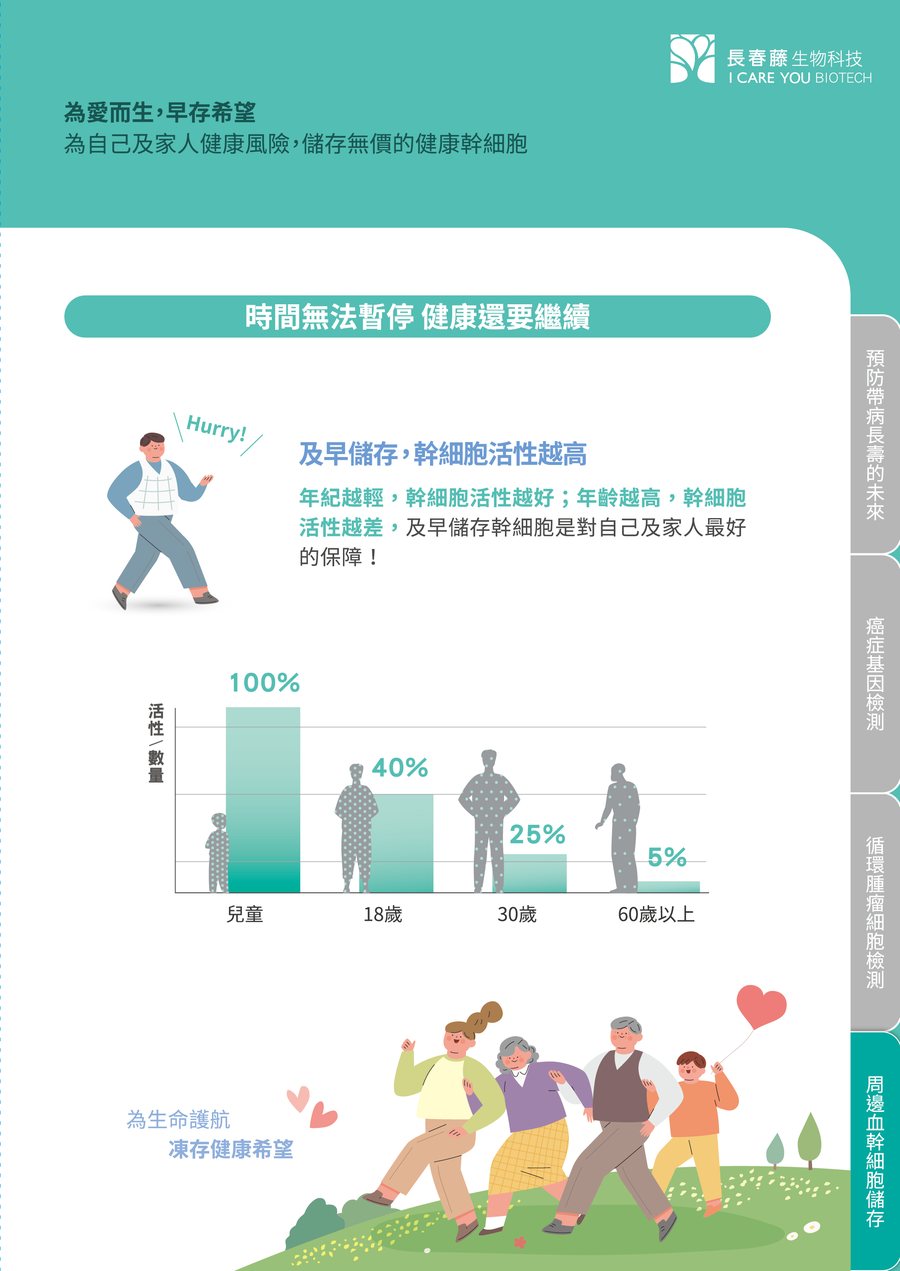 長春藤生物科技
I CARE YOU BIOTECH
為愛而生,早存希望
為自己及家人健康風險,儲存無價的健康幹細胞
時間無法暫停 健康還要繼續
Hurry!
及早儲存,幹細胞活性越高
年紀越輕，幹細胞活性越好；年齡越高，幹細胞
活性越差，及早儲存幹細胞是對自己及家人最好
的保障！
活性/數量
100%
40%
25%
5%
兒童
18歲
30歲
60歲以上
為生命護航
凍存健康希望
預防帶病長壽的未來
癌症基因檢測
循環腫瘤細胞檢測
周邊血幹細胞儲存